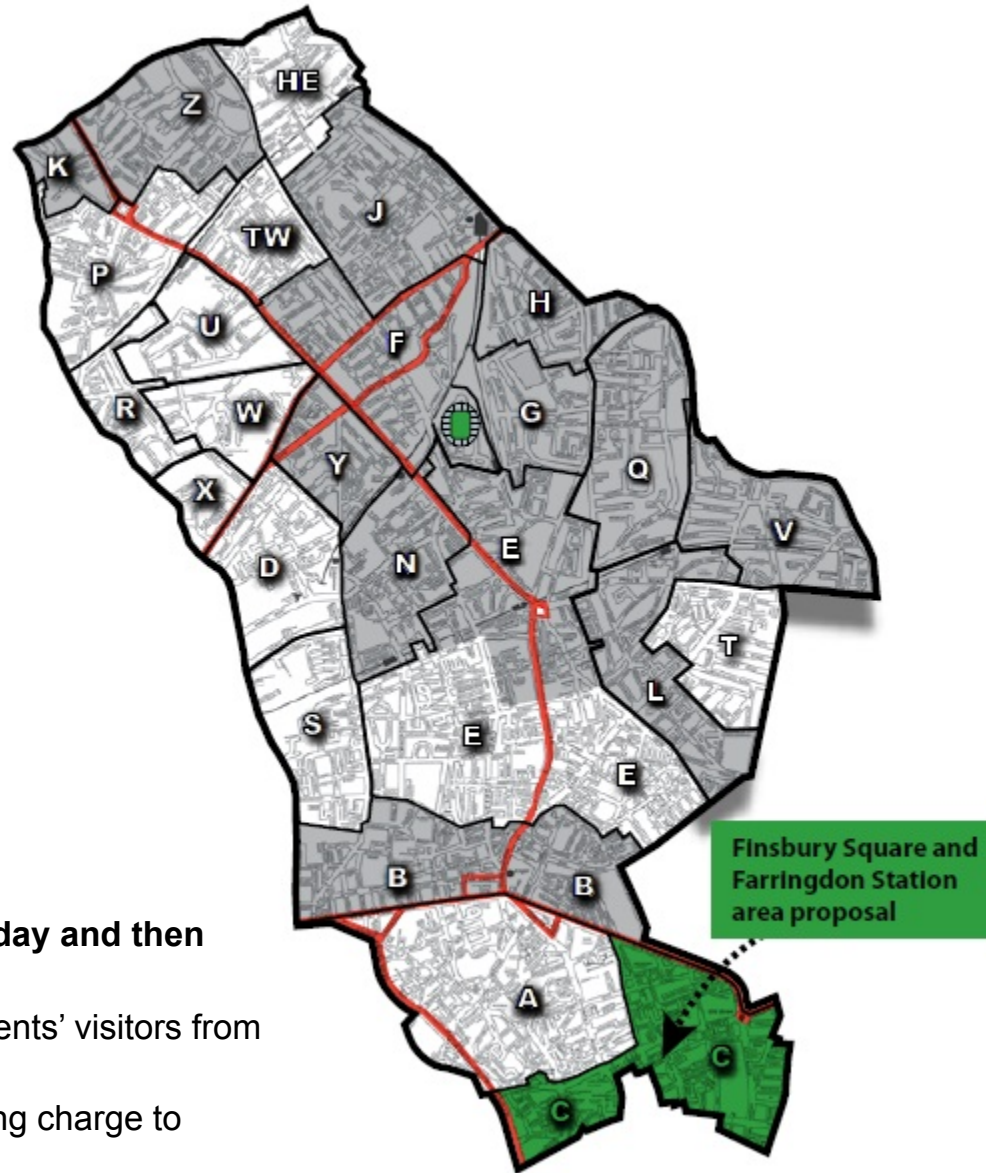 HE
Z
K
J
TW
P
H
U
F
R
W
G
Y
Q
X
V
E
N
D
T
L
S
E
E
Finsbury Square and
Farringdon Station
area proposal
B
B
day and then
A
ents’ visitors from
C
C
ng charge to